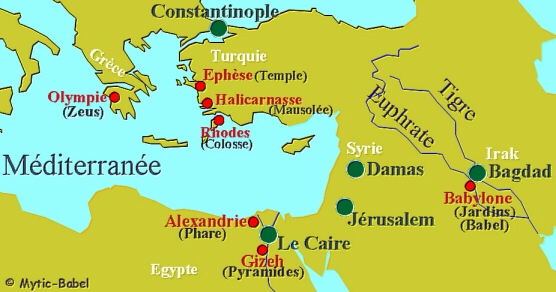 Constantinople
Grèce
Turquie
Ephèse (Temple)
Olympie
(Zeus)
Halicarnasse
(Mausolée)
Rhodes
(Colosse)
Tigre
Euphrate
Méditerranée
Syrie
Damas
Irak
Bagdad
Babylone
(Jardins)
(Babel)
Jérusalem
Alexandrie
(Phare)
Le Caire
Gizeh
(Pyramides)
Egypte
© Mytic-Babel